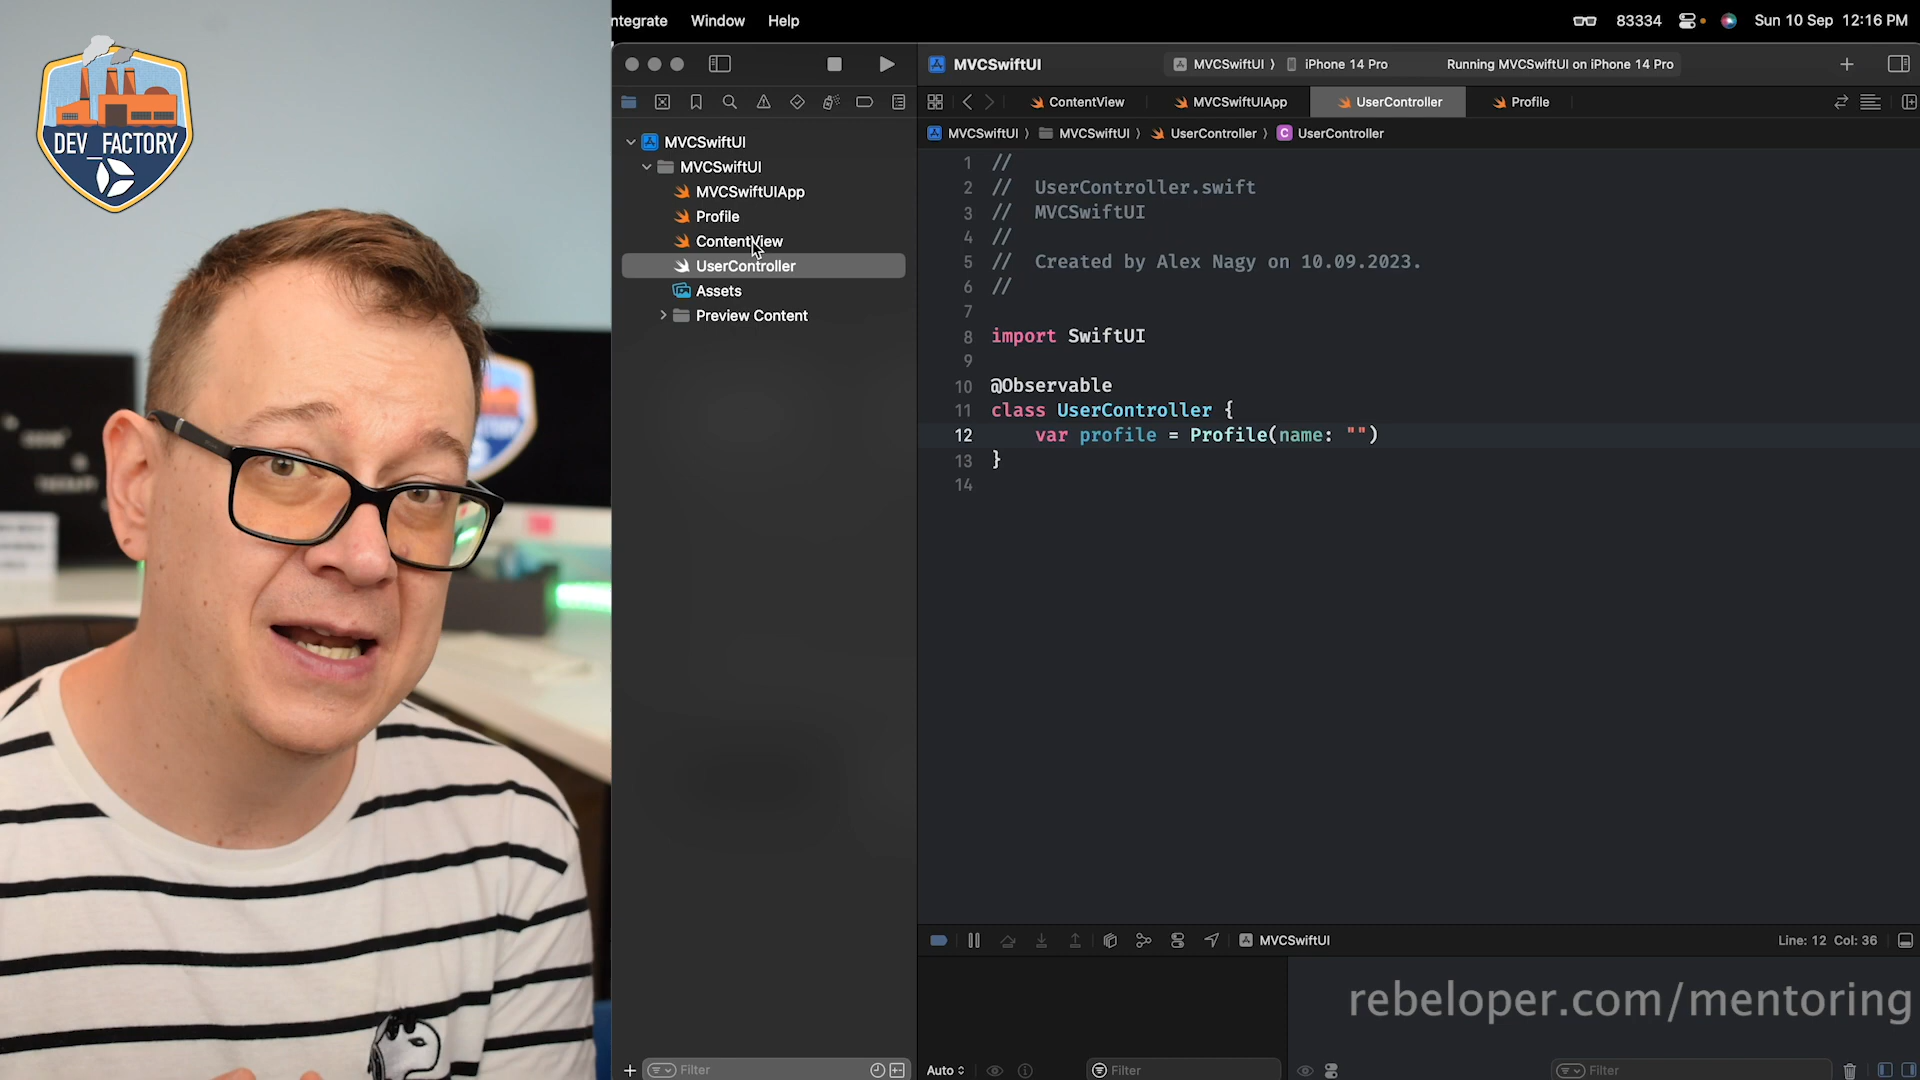 DEV_FACTORY
ntegrate Window Help
83334 Sun 10 Sep 12:16 PM
MVCSwiftUI
MVCSwiftUI
MVCSwiftUIApp
Profile
ContentView
UserController
Assets
Preview Content
Filter
MVCSwiftUI MVCSwiftUI ⟩ iPhone 14 Pro Running MVCSwiftUI on iPhone 14 Pro
ContentView MVCSwiftUIApp UserController Profile
MVCSwiftUI ⟩ MVCSwiftUI ⟩ UserController ⟩ C UserController
1 //
2 // UserController.swift
3 // MVCSwiftUI
4 //
5 // Created by Alex Nagy on 10.09.2023.
6 //
7
8 import SwiftUI
9
10 @Observable
11 class UserController {
12 var profile = Profile(name: "")
13 }
14
MVCSwiftUI Line: 12 Col: 36
rebeloper.com/mentoring
Auto Filter Filter